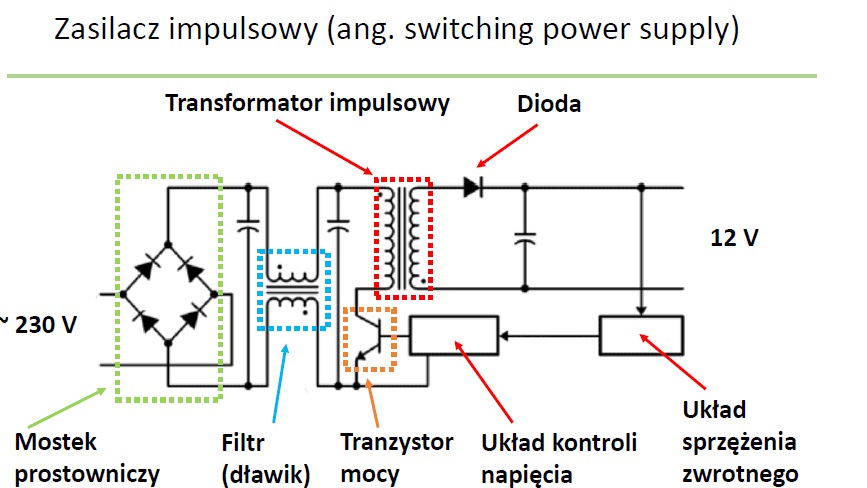 Zasilacz impulsowy (ang. switching power supply)
Transformator impulsowy
Dioda
12 V
~ 230 V
Mostek
prostowniczy
Filtr
(dławik)
Tranzystor
mocy
Układ kontroli
napięcia
Układ
sprzężenia
zwrotnego